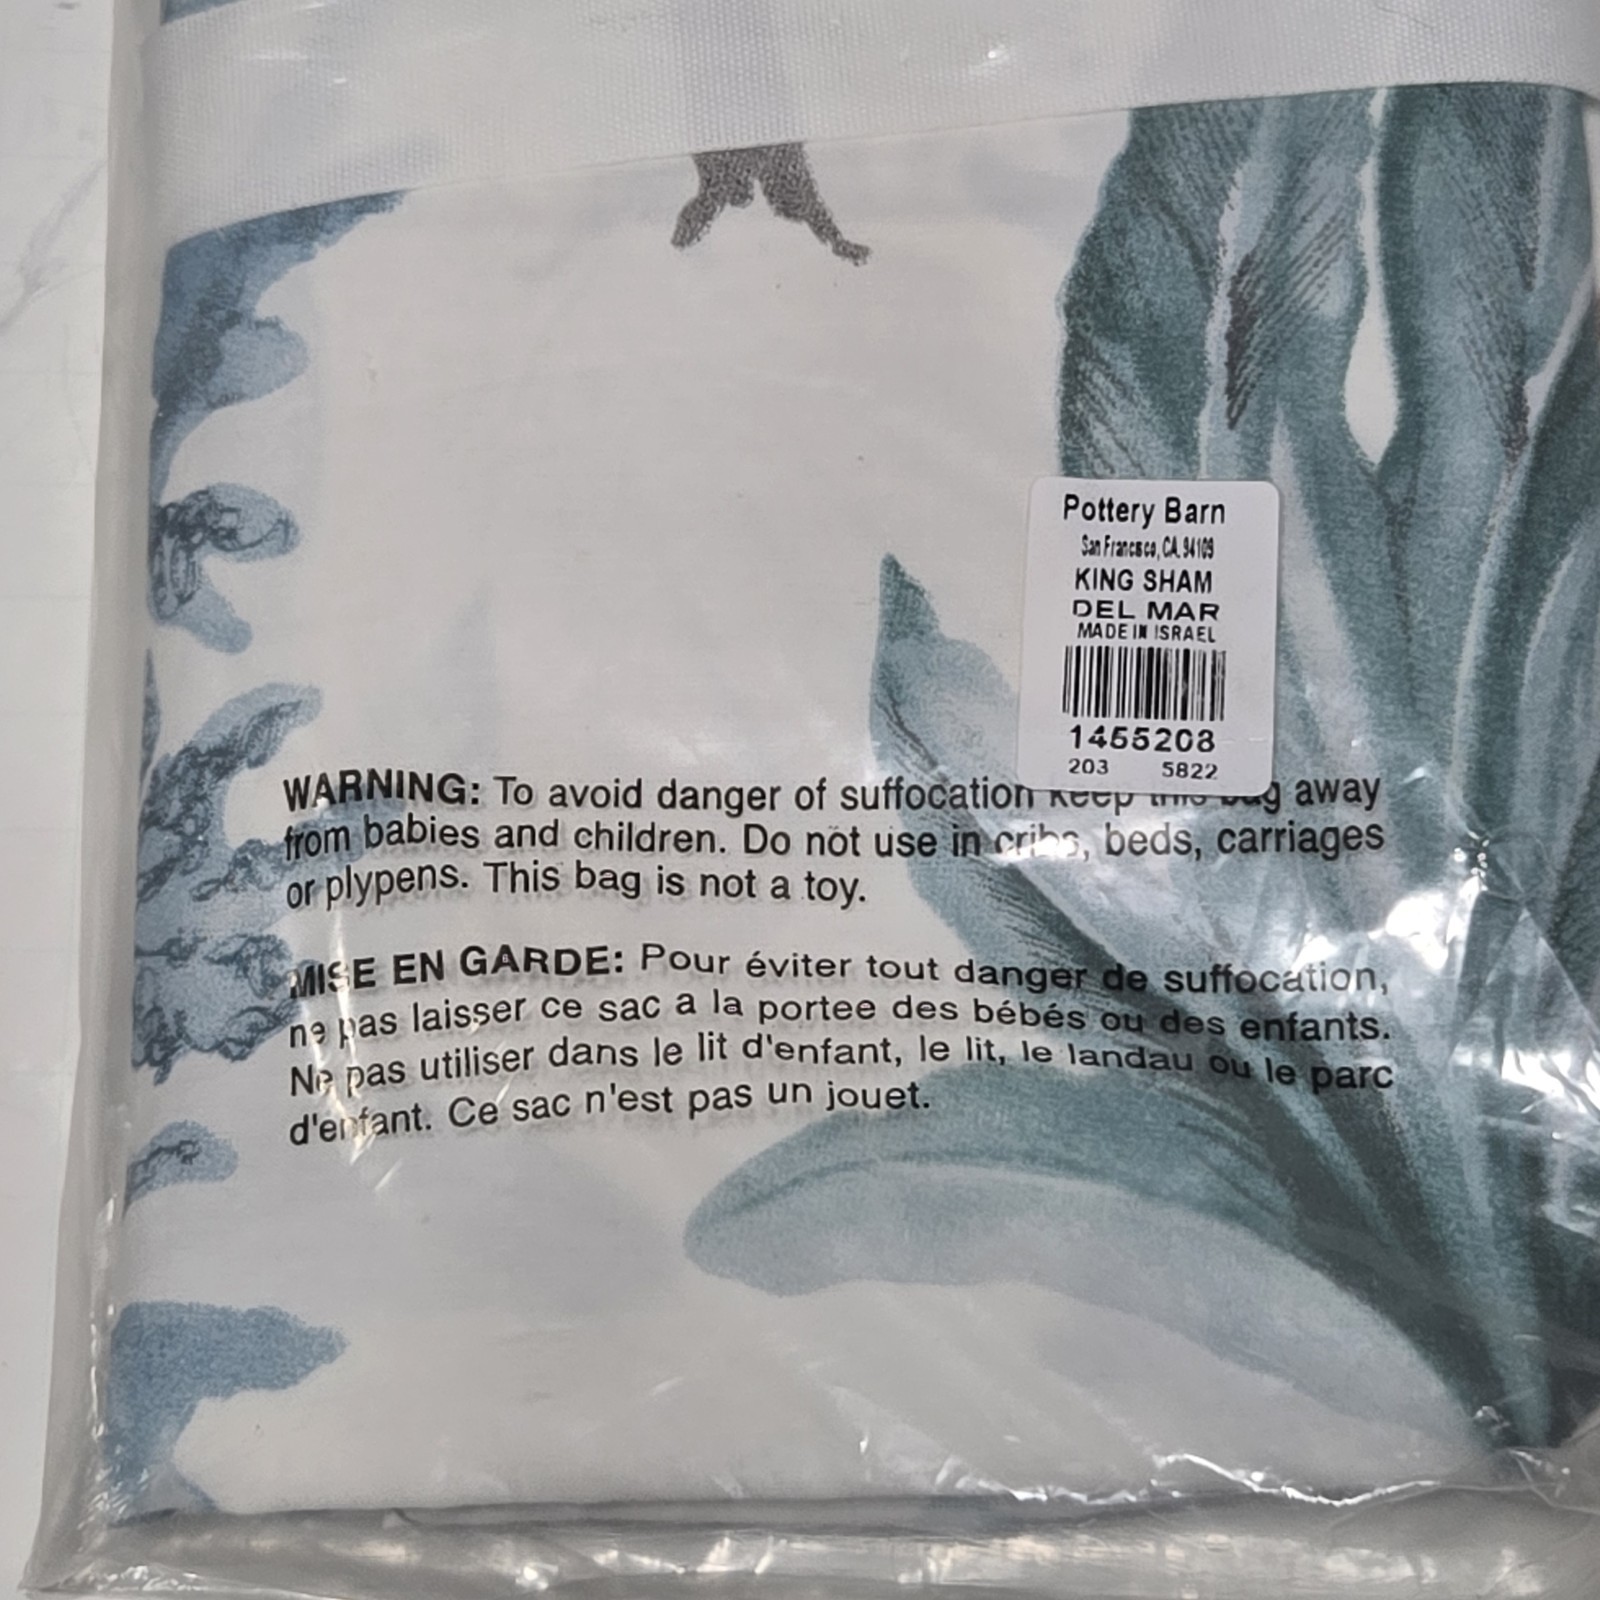 Pottery Barn
San Francisco, CA. 94109
KING SHAM
DEL MAR
MADE IN ISRAEL
1455208
203 5822
WARNING: To avoid danger of suffocation keep this bag away
from babies and children. Do not use in cribs, beds, carriages
or plypens. This bag is not a toy.
MISE EN GARDE: Pour éviter tout danger de suffocation,
ne pas laisser ce sac a la portee des bébés ou des enfants.
Ne pas utiliser dans le lit d'enfant, le lit, le landau ou le parc
d'enfant. Ce sac n'est pas un jouet.